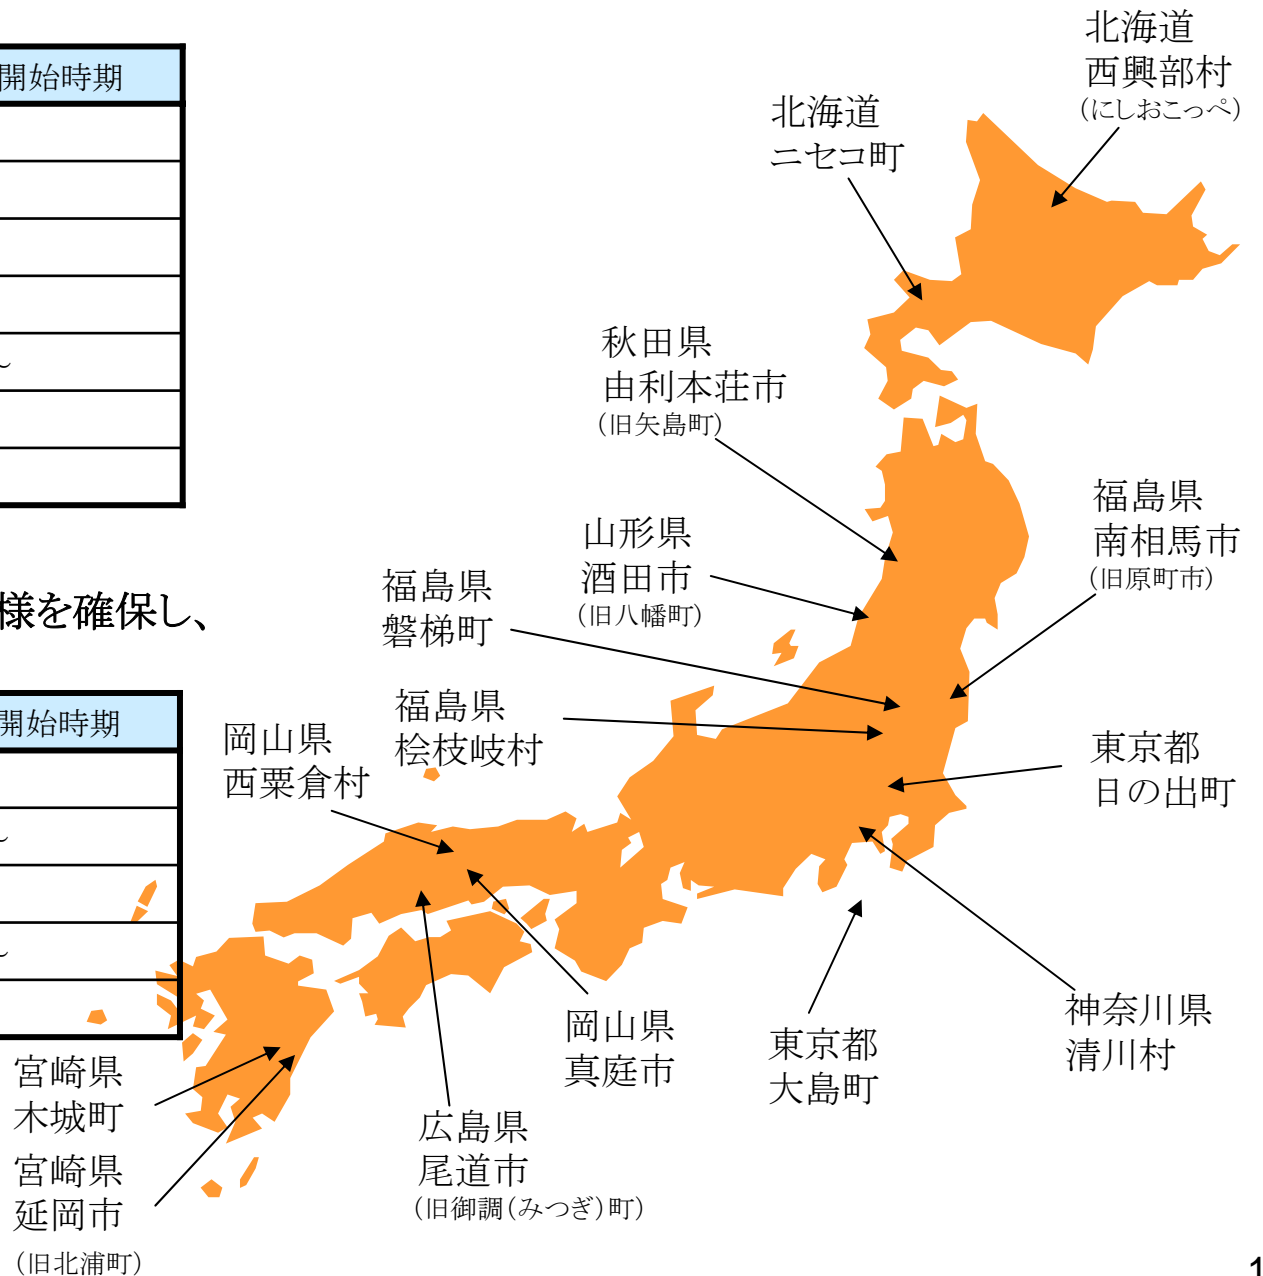 北海道
西興部村
(にしおこっぺ)
北海道
ニセコ町
開始時期
～
秋田県
由利本荘市
(旧矢島町)
福島県
南相馬市
(旧原町市)
山形県
酒田市
(旧八幡町)
福島県
磐梯町
様を確保し、
福島県
桧枝岐村
開始時期
～
～
岡山県
西粟倉村
東京都
日の出町
岡山県
真庭市
東京都
大島町
神奈川県
清川村
宮崎県
木城町
広島県
尾道市
(旧御調(みつぎ)町)
宮崎県
延岡市
(旧北浦町)
1